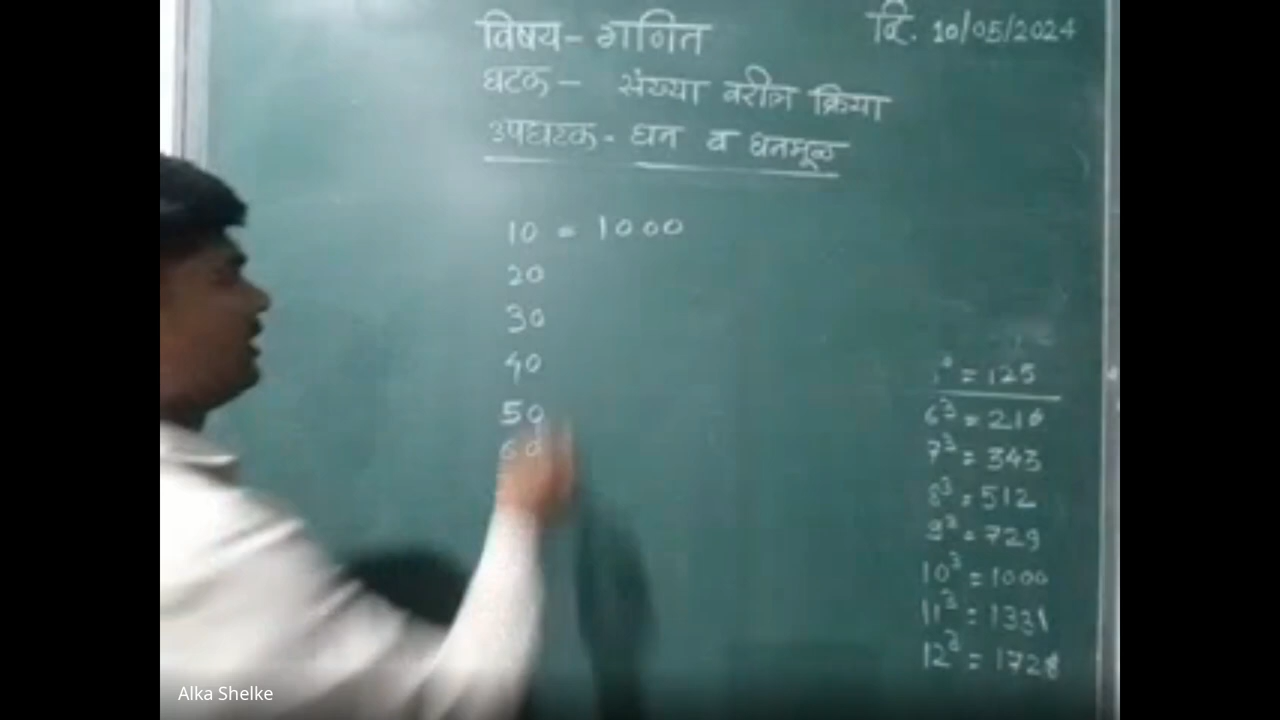 विषय - गणित
दि. 10/05/2024
घटक - संख्या वरील क्रिया
उपघटक - घन व घनमूळ
10 = 1000
20
30
40
50
60
= 125
6³ = 216
7³ = 343
8³ = 512
9³ = 729
10³ = 1000
11³ = 1331
12³ = 1728
Alka Shelke